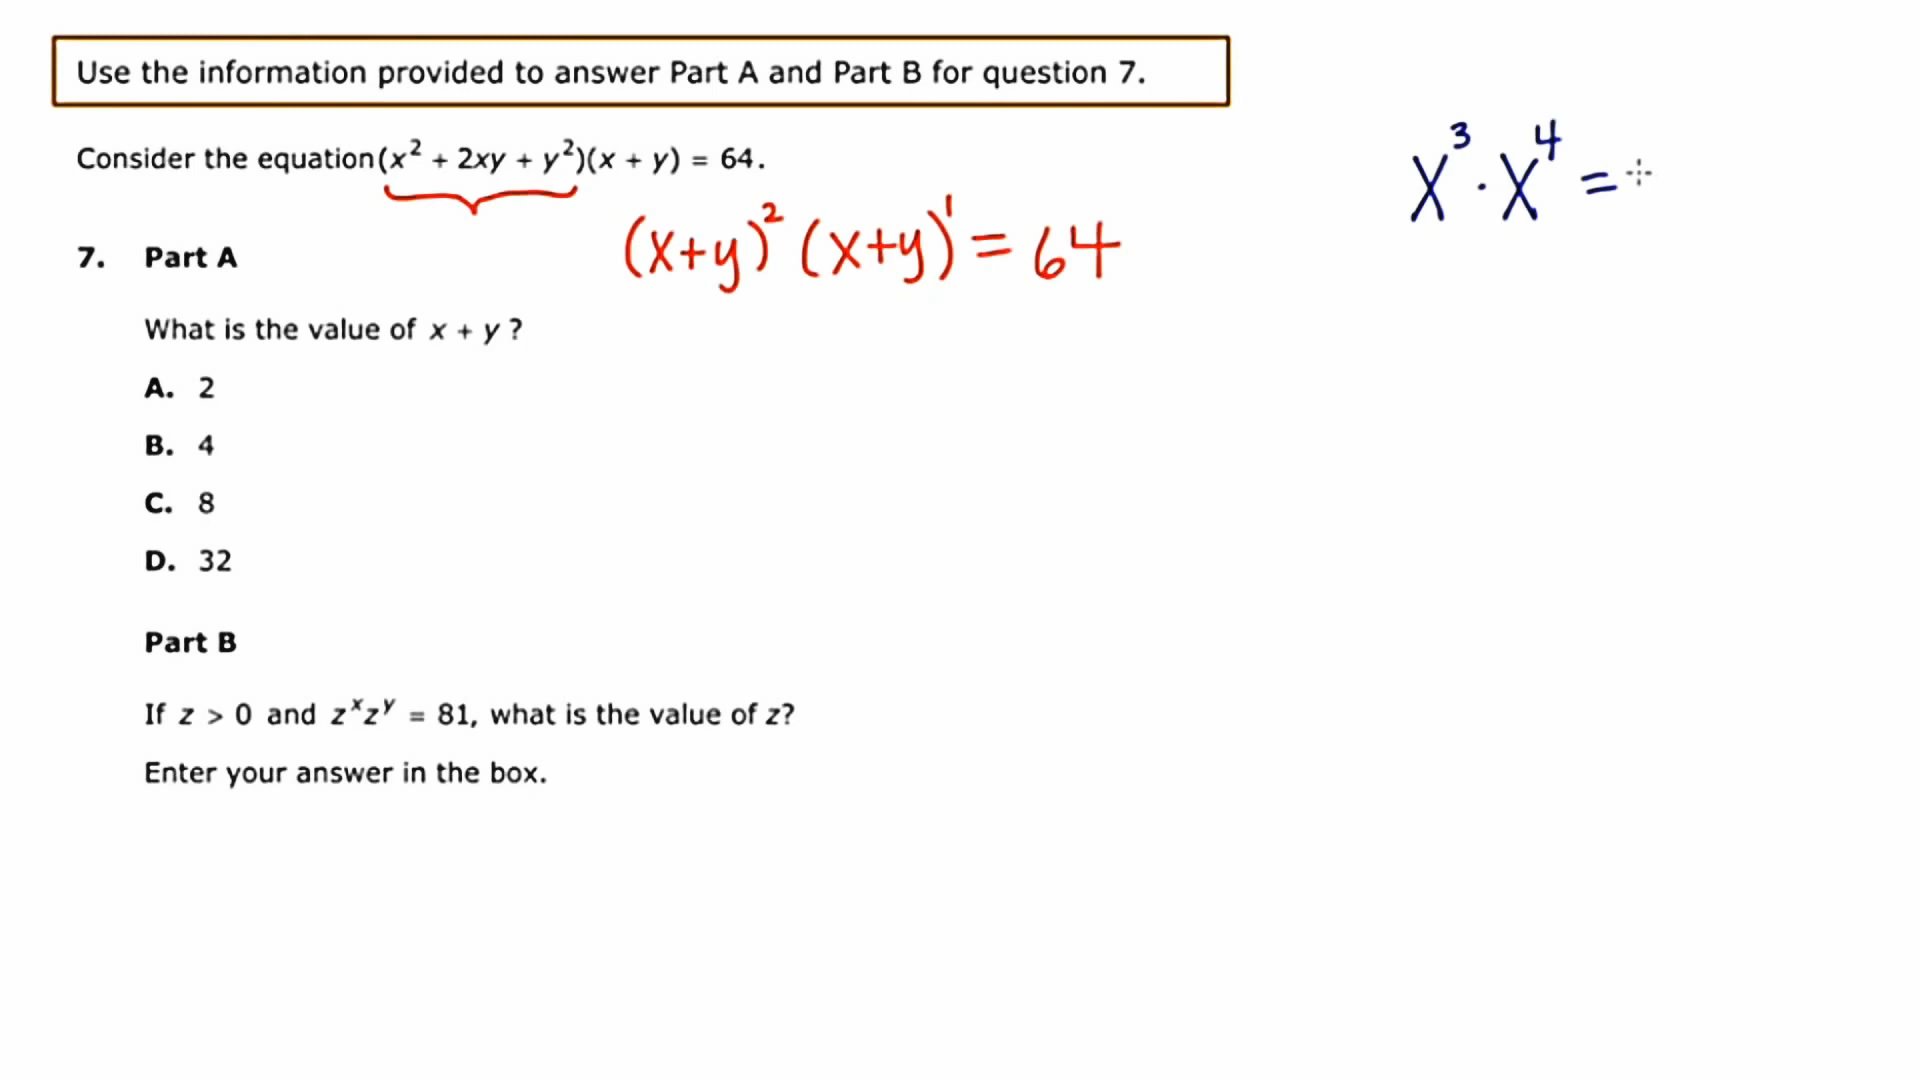 Use the information provided to answer Part A and Part B for question 7.
Consider the equation(x² + 2xy + y²)(x + y) = 64.
x³ · x⁴ =
(x+y)² (x+y)¹ = 64
7. Part A
What is the value of x + y ?
A. 2
B. 4
C. 8
D. 32
Part B
If z > 0 and zˣzʸ = 81, what is the value of z?
Enter your answer in the box.